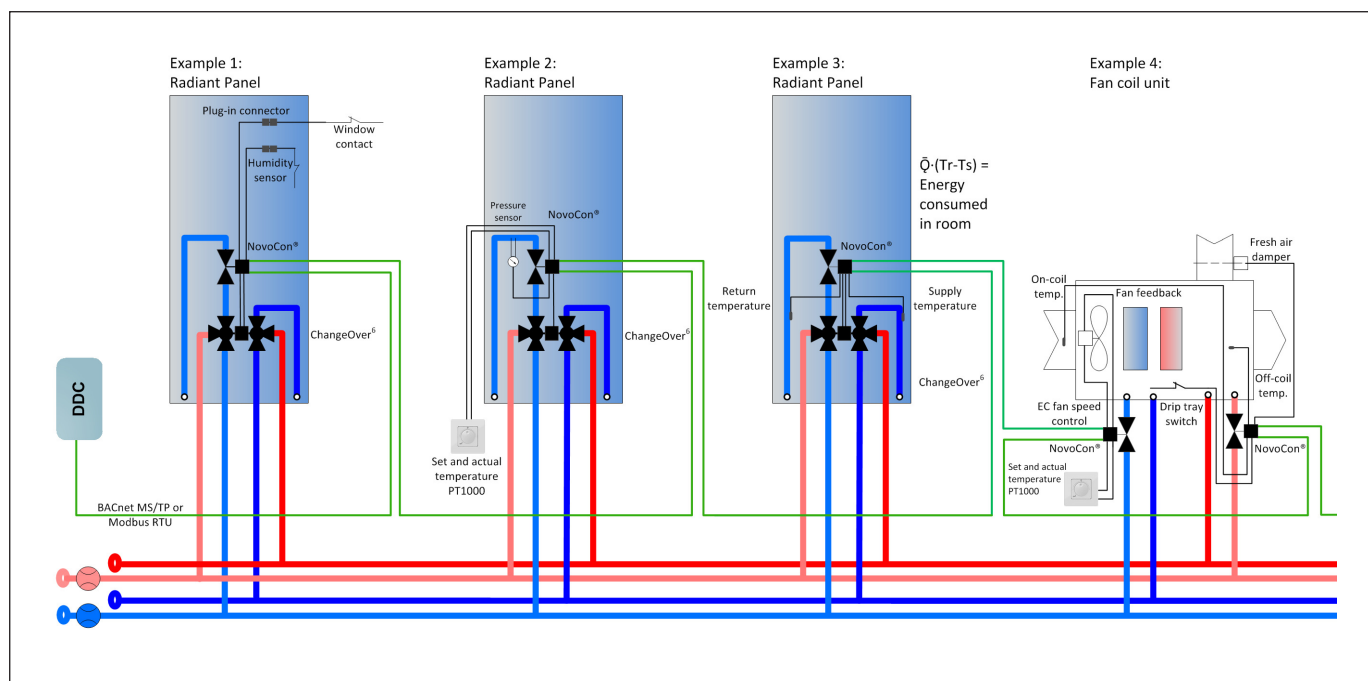 Example 1:
Radiant Panel
Plug-in connector
Window
contact
Humidity
sensor
NovoCon®
ChangeOver⁶
DDC
BACnet MS/TP or
Modbus RTU
Example 2:
Radiant Panel
Pressure
sensor
NovoCon®
ChangeOver⁶
Set and actual
temperature
PT1000
Example 3:
Radiant Panel
Q̄·(Tr-Ts) =
Energy
consumed
in room
NovoCon®
Return
temperature
Supply
temperature
ChangeOver⁶
Example 4:
Fan coil unit
Fresh air
damper
On-coil
temp.
Fan feedback
Off-coil
temp.
EC fan speed
control
Drip tray
switch
NovoCon®
NovoCon®
Set and actual
temperature
PT1000